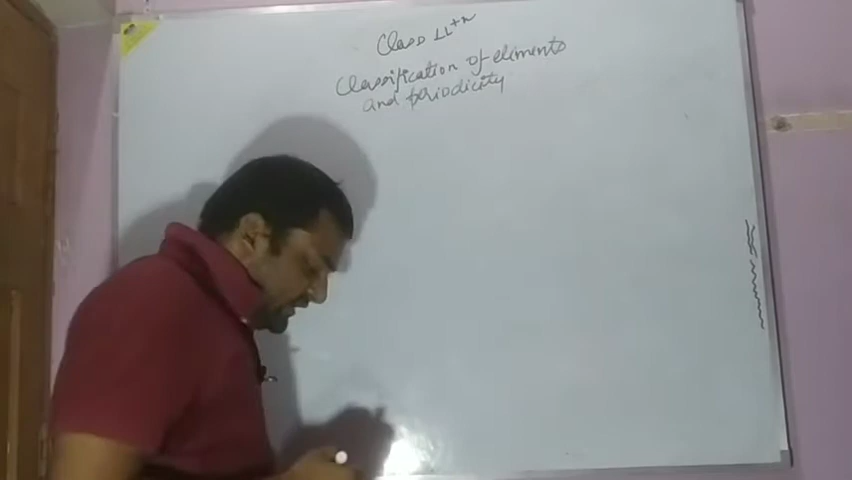 Class 11th
Classification of elements
and periodicity